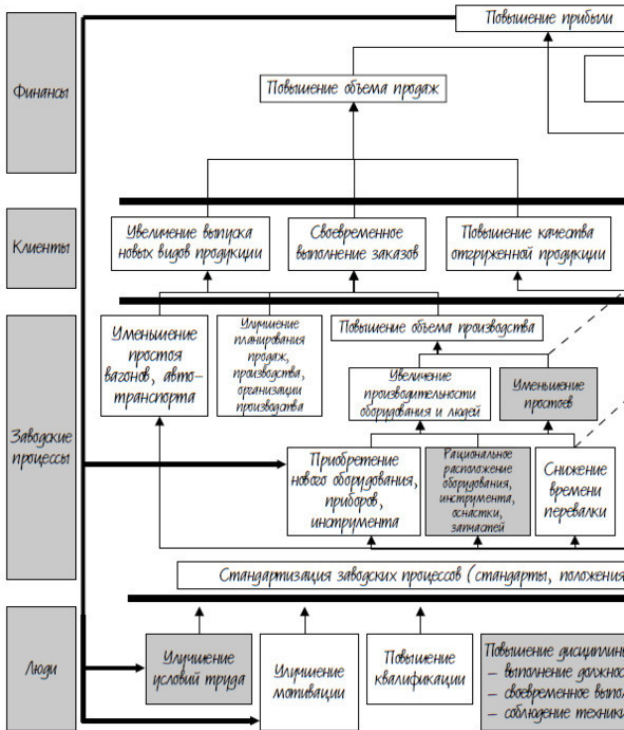 Повышение прибыли
Финансы
Повышение объема продаж
Клиенты
Увеличение выпуска
новых видов продукции
Своевременное
выполнение заказов
Повышение качества
отгруженной продукции
Заводские
процессы
Уменьшение
простоя
вагонов, авто-
транспорта
Улучшение
планирования
продаж,
производства,
организации
производства
Повышение объема производства
Увеличение
производительности
оборудования и людей
Уменьшение
простоев
Приобретение
нового оборудования,
приборов,
инструмента
Рациональное
расположение
оборудования,
инструмента,
оснастки,
запчастей
Снижение
времени
перевалки
Стандартизация заводских процессов (стандарты, положения
Люди
Улучшение
условий труда
Улучшение
мотивации
Повышение
квалификации
Повышение дисциплины
– выполнение должнос
– своевременное выпол
– соблюдение техники